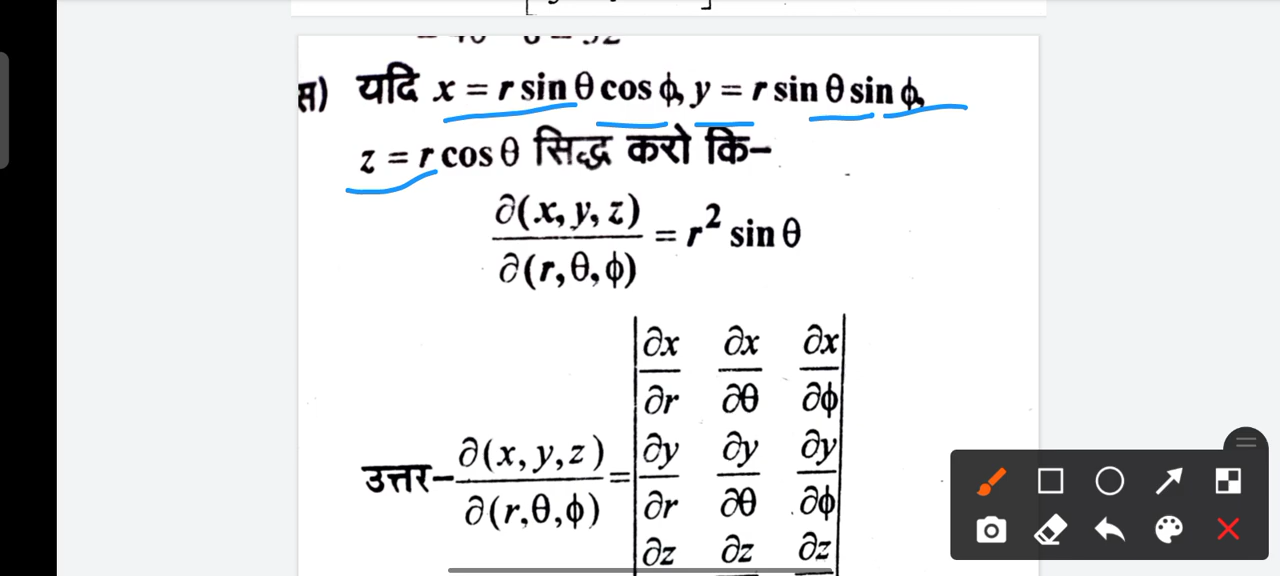 स) यदि x = r sin θ cos ϕ, y = r sin θ sin ϕ,
z = r cos θ सिद्ध करो कि–
∂(x, y, z) / ∂(r, θ, ϕ) = r² sin θ
उत्तर– ∂(x, y, z) / ∂(r, θ, ϕ) = | ∂x/∂r ∂x/∂θ ∂x/∂ϕ |
| ∂y/∂r ∂y/∂θ ∂y/∂ϕ |
| ∂z ∂z ∂z |